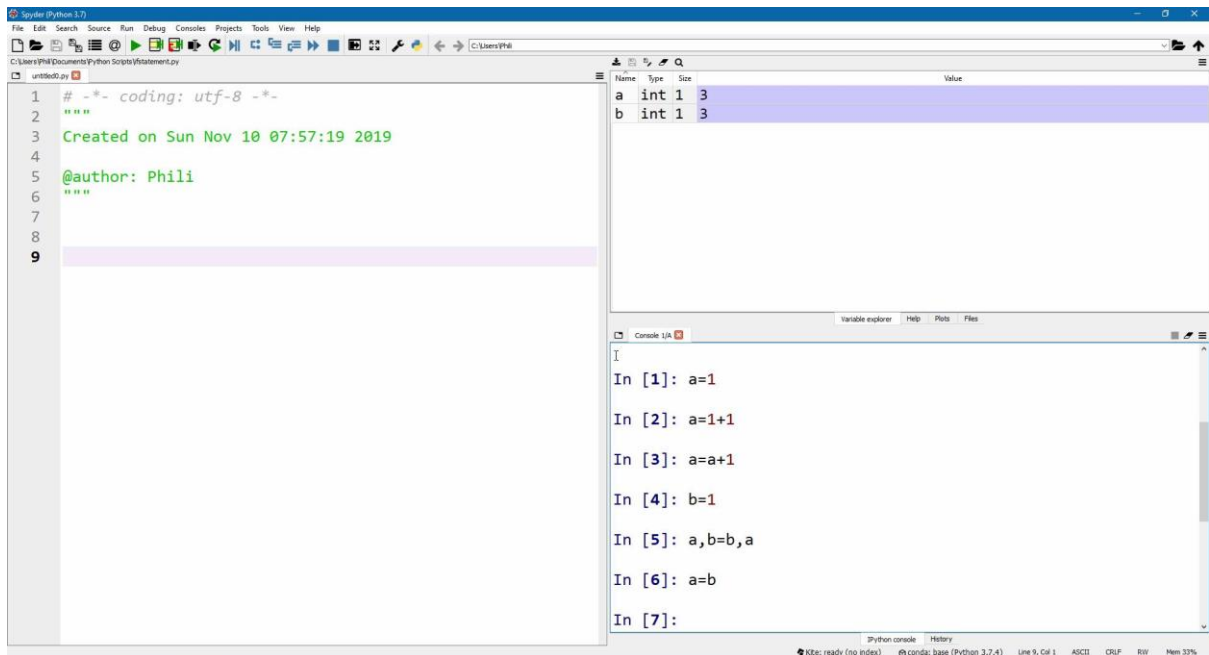 Spyder (Python 3.7)
File Edit Search Source Run Debug Consoles Projects Tools View Help
C:\Users\Phili
C:\Users\Phili\Documents\Python Scripts\ifstatement.py
untitled0.py
1 # -*- coding: utf-8 -*-
2 """
3 Created on Sun Nov 10 07:57:19 2019
4
5 @author: Phili
6 """
7
8
9
Name Type Size Value
a int 1 3
b int 1 3
Variable explorer Help Plots Files
Console 1/A
In [1]: a=1
In [2]: a=1+1
In [3]: a=a+1
In [4]: b=1
In [5]: a,b=b,a
In [6]: a=b
In [7]:
IPython console History
Kite: ready (no index) conda: base (Python 3.7.4) Line 9, Col 1 ASCII CRLF RW Mem 33%